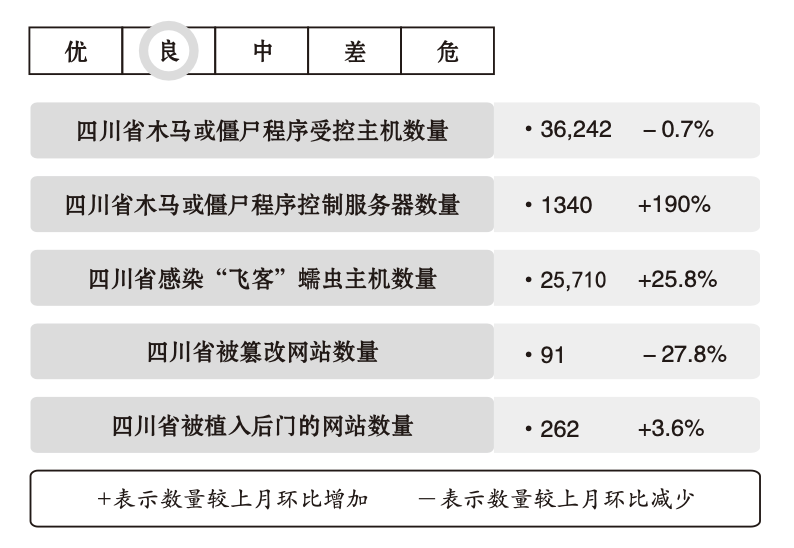 优 良 中 差 危
四川省木马或僵尸程序受控主机数量 • 36,242 －0.7%
四川省木马或僵尸程序控制服务器数量 • 1340 +190%
四川省感染“飞客”蠕虫主机数量 • 25,710 +25.8%
四川省被篡改网站数量 • 91 －27.8%
四川省被植入后门的网站数量 • 262 +3.6%
+表示数量较上月环比增加 －表示数量较上月环比减少